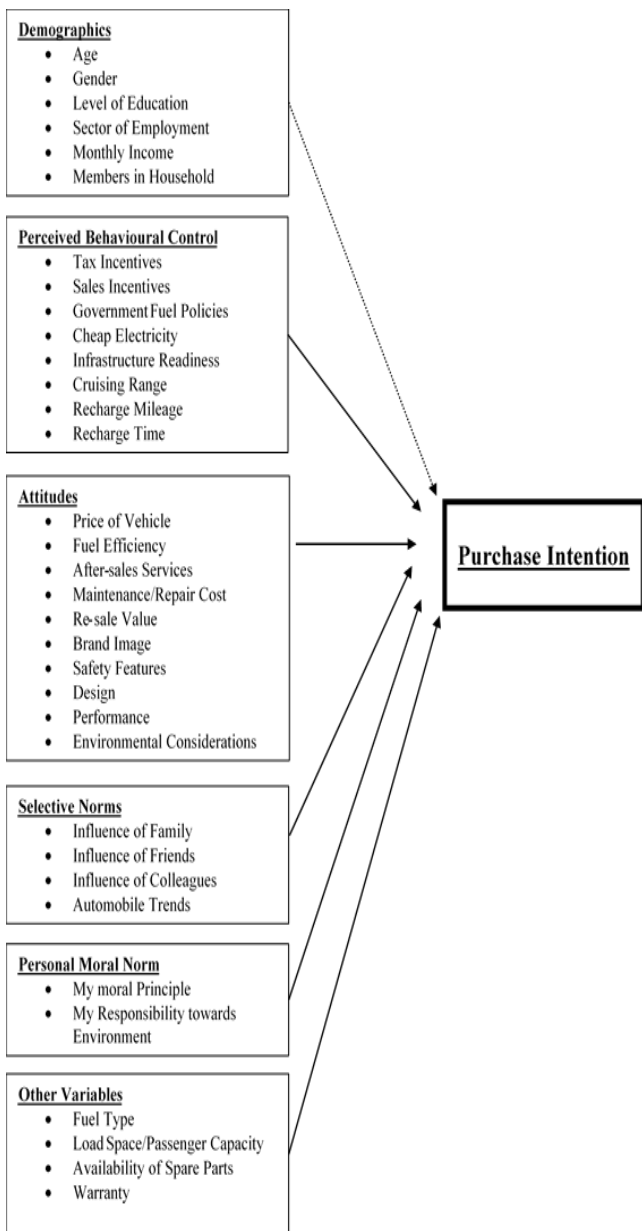 Demographics
• Age
• Gender
• Level of Education
• Sector of Employment
• Monthly Income
• Members in Household
Perceived Behavioural Control
• Tax Incentives
• Sales Incentives
• Government Fuel Policies
• Cheap Electricity
• Infrastructure Readiness
• Cruising Range
• Recharge Mileage
• Recharge Time
Attitudes
• Price of Vehicle
• Fuel Efficiency
• After-sales Services
• Maintenance/Repair Cost
• Re-sale Value
• Brand Image
• Safety Features
• Design
• Performance
• Environmental Considerations
Selective Norms
• Influence of Family
• Influence of Friends
• Influence of Colleagues
• Automobile Trends
Personal Moral Norm
• My moral Principle
• My Responsibility towards
Environment
Other Variables
• Fuel Type
• Load Space/Passenger Capacity
• Availability of Spare Parts
• Warranty
Purchase Intention